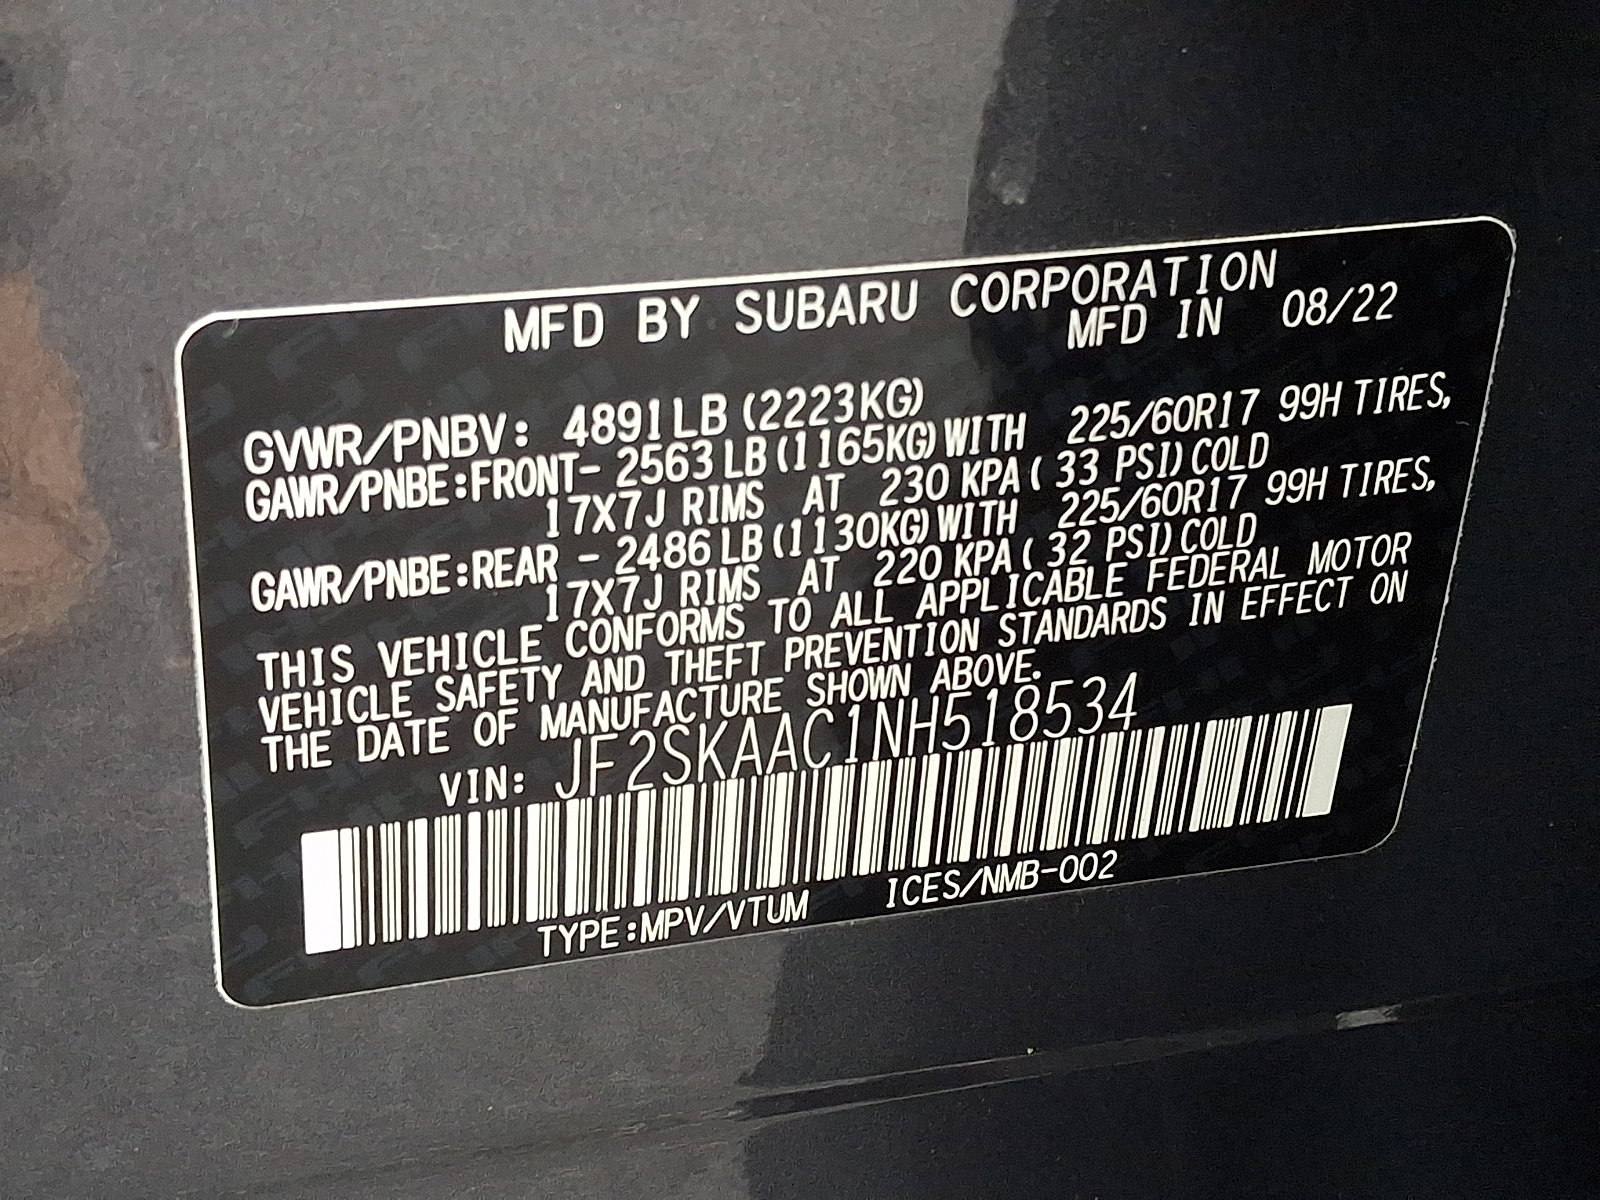 MFD BY SUBARU CORPORATION
MFD IN 08/22
GVWR/PNBV: 4891LB (2223KG)
GAWR/PNBE:FRONT- 2563LB (1165KG) WITH 225/60R17 99H TIRES,
17X7J RIMS AT 230 KPA ( 33 PSI) COLD
GAWR/PNBE:REAR - 2486LB (1130KG) WITH 225/60R17 99H TIRES,
17X7J RIMS AT 220 KPA ( 32 PSI) COLD
THIS VEHICLE CONFORMS TO ALL APPLICABLE FEDERAL MOTOR
VEHICLE SAFETY AND THEFT PREVENTION STANDARDS IN EFFECT ON
THE DATE OF MANUFACTURE SHOWN ABOVE.
VIN: JF2SKAAC1NH518534
TYPE:MPV/VTUM ICES/NMB-002